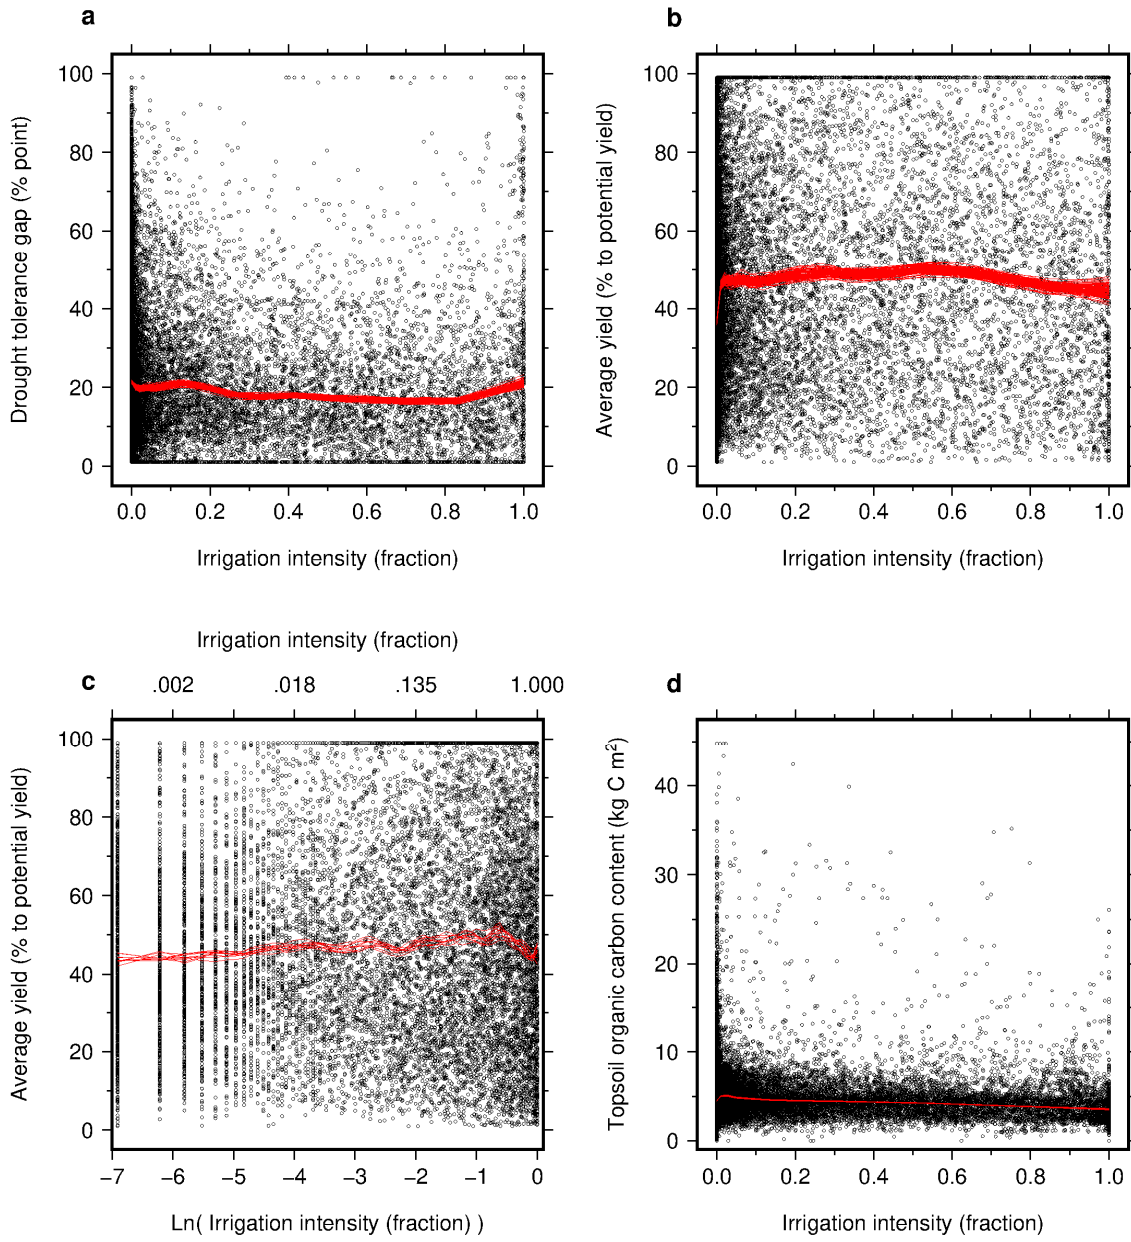 a
Drought tolerance gap (% point)
100
80
60
40
20
0
0.0 0.2 0.4 0.6 0.8 1.0
Irrigation intensity (fraction)
b
Average yield (% to potential yield)
100
80
60
40
20
0
0.0 0.2 0.4 0.6 0.8 1.0
Irrigation intensity (fraction)
Irrigation intensity (fraction)
c
.002 .018 .135 1.000
Average yield (% to potential yield)
100
80
60
40
20
0
−7 −6 −5 −4 −3 −2 −1 0
Ln( Irrigation intensity (fraction) )
d
Topsoil organic carbon content (kg C m²)
40
30
20
10
0
0.0 0.2 0.4 0.6 0.8 1.0
Irrigation intensity (fraction)